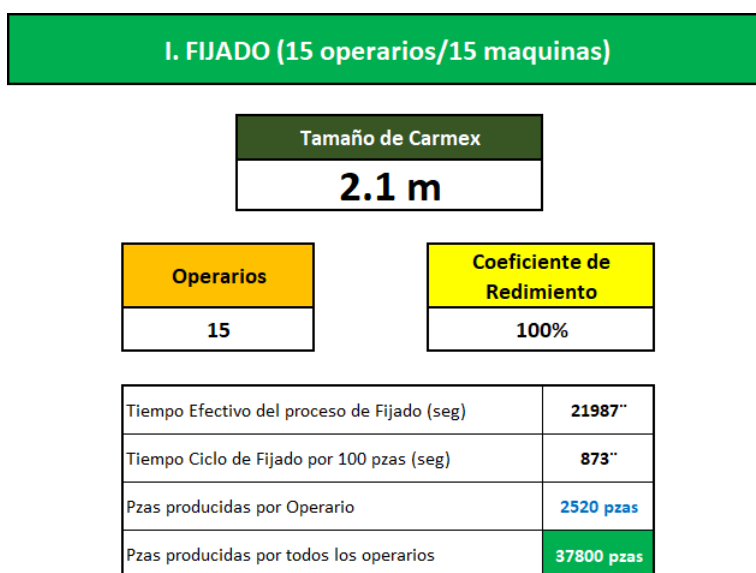 I. FIJADO (15 operarios/15 maquinas)
Tamaño de Carmex
2.1 m
Operarios
15
Coeficiente de
Redimiento
100%
Tiempo Efectivo del proceso de Fijado (seg) 21987¨
Tiempo Ciclo de Fijado por 100 pzas (seg) 873¨
Pzas producidas por Operario 2520 pzas
Pzas producidas por todos los operarios 37800 pzas